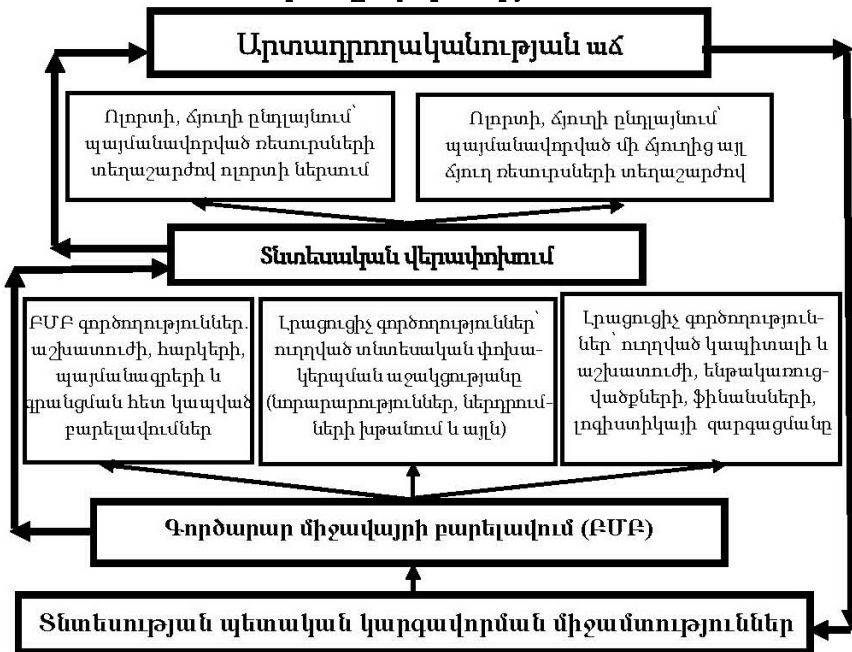 Արտադրողականության աճ
Ոլորտի, ճյուղի ընդլայնում՝
պայմանավորված ռեսուրսների
տեղաշարժով ոլորտի ներսում
Ոլորտի, ճյուղի ընդլայնում՝
պայմանավորված մի ճյուղից այլ
ճյուղ ռեսուրսների տեղաշարժով
Տնտեսական վերափոխում
ԲՄԲ գործողություններ.
աշխատուժի, հարկերի,
պայմանագրերի և
գրանցման հետ կապված
բարելավումներ
Լրացուցիչ գործողություններ՝
ուղղված տնտեսական փոխա-
կերպման աջակցությանը
(նորարարություններ, ներդրում-
ների խթանում և այլն)
Լրացուցիչ գործողություն-
ներ՝ ուղղված կապիտալի և
աշխատուժի, ենթակառուց-
վածքների, ֆինանսների,
լոգիստիկայի զարգացմանը
Գործարար միջավայրի բարելավում (ԲՄԲ)
Տնտեսության պետական կարգավորման միջամտություններ